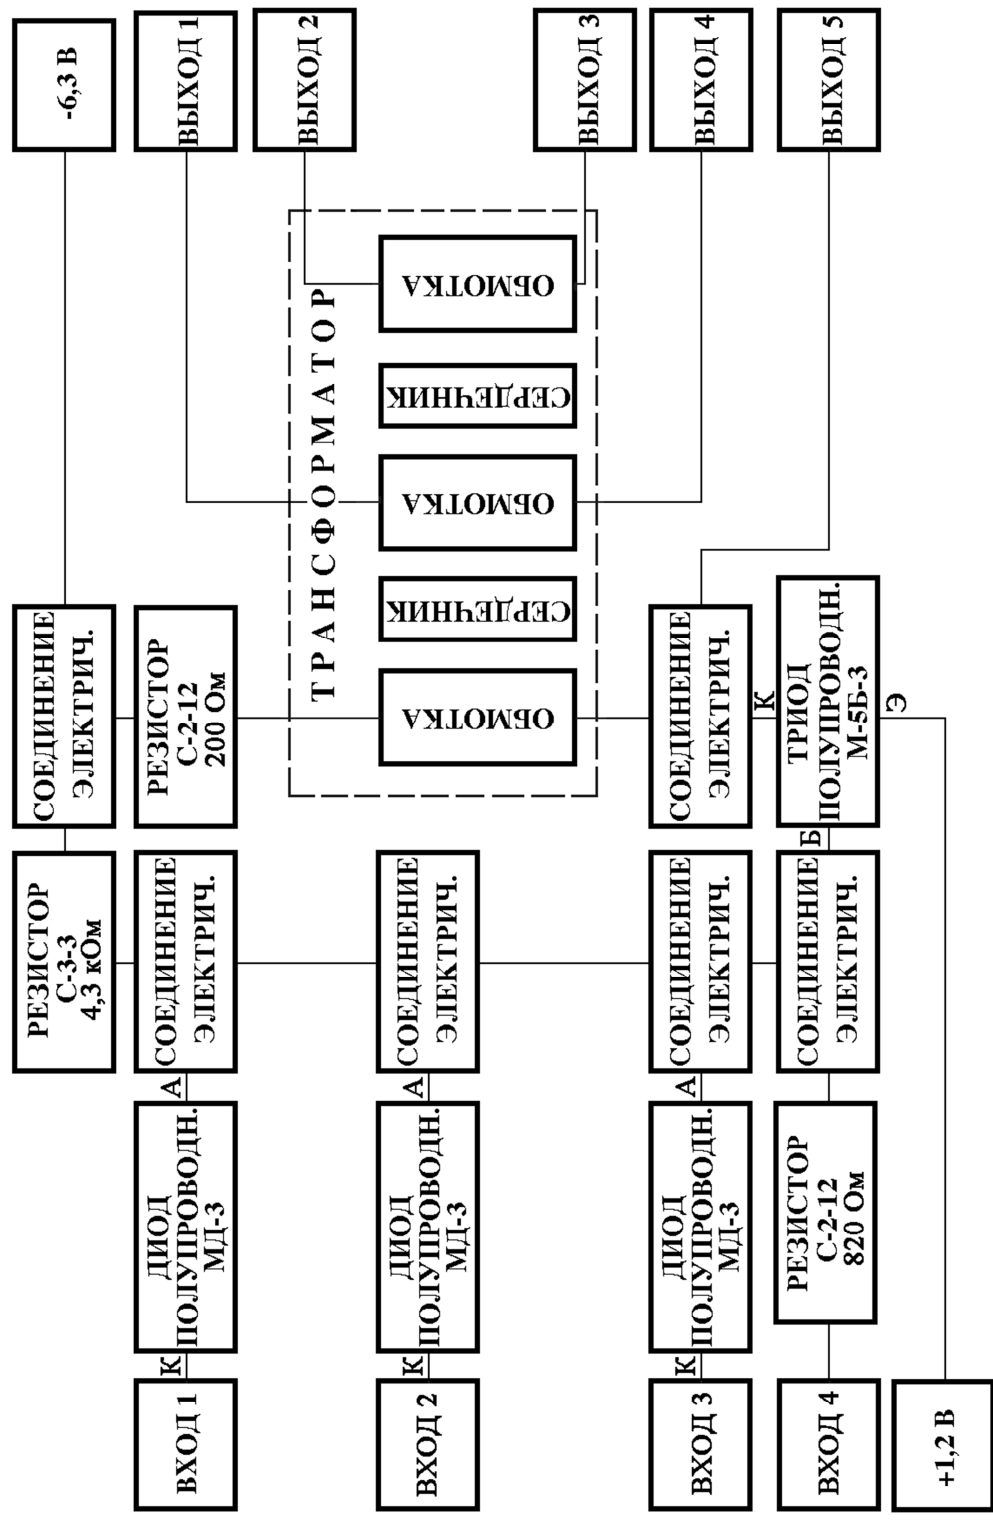 -6,3 В
ВЫХОД 1
ВЫХОД 2
ВЫХОД 3
ВЫХОД 4
ВЫХОД 5
ТРАНСФОРМАТОР
ОБМОТКА
СЕРДЕЧНИК
ОБМОТКА
СЕРДЕЧНИК
ОБМОТКА
СОЕДИНЕНИЕ
ЭЛЕКТРИЧ.
РЕЗИСТОР
С-2-12
200 Ом
СОЕДИНЕНИЕ
ЭЛЕКТРИЧ.
К
ТРИОД
ПОЛУПРОВОДН.
М-5Б-3
Э
Б
РЕЗИСТОР
С-3-3
4,3 кОм
СОЕДИНЕНИЕ
ЭЛЕКТРИЧ.
СОЕДИНЕНИЕ
ЭЛЕКТРИЧ.
СОЕДИНЕНИЕ
ЭЛЕКТРИЧ.
СОЕДИНЕНИЕ
ЭЛЕКТРИЧ.
А
А
А
ДИОД
ПОЛУПРОВОДН.
МД-3
ДИОД
ПОЛУПРОВОДН.
МД-3
ДИОД
ПОЛУПРОВОДН.
МД-3
РЕЗИСТОР
С-2-12
820 Ом
К
К
К
ВХОД 1
ВХОД 2
ВХОД 3
ВХОД 4
+1,2 В